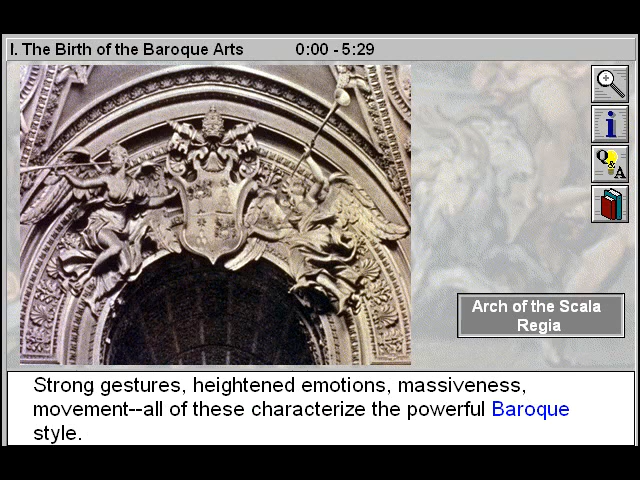 I. The Birth of the Baroque Arts 0:00 - 5:29
i
Q & A
Arch of the Scala
Regia
Strong gestures, heightened emotions, massiveness,
movement--all of these characterize the powerful Baroque
style.